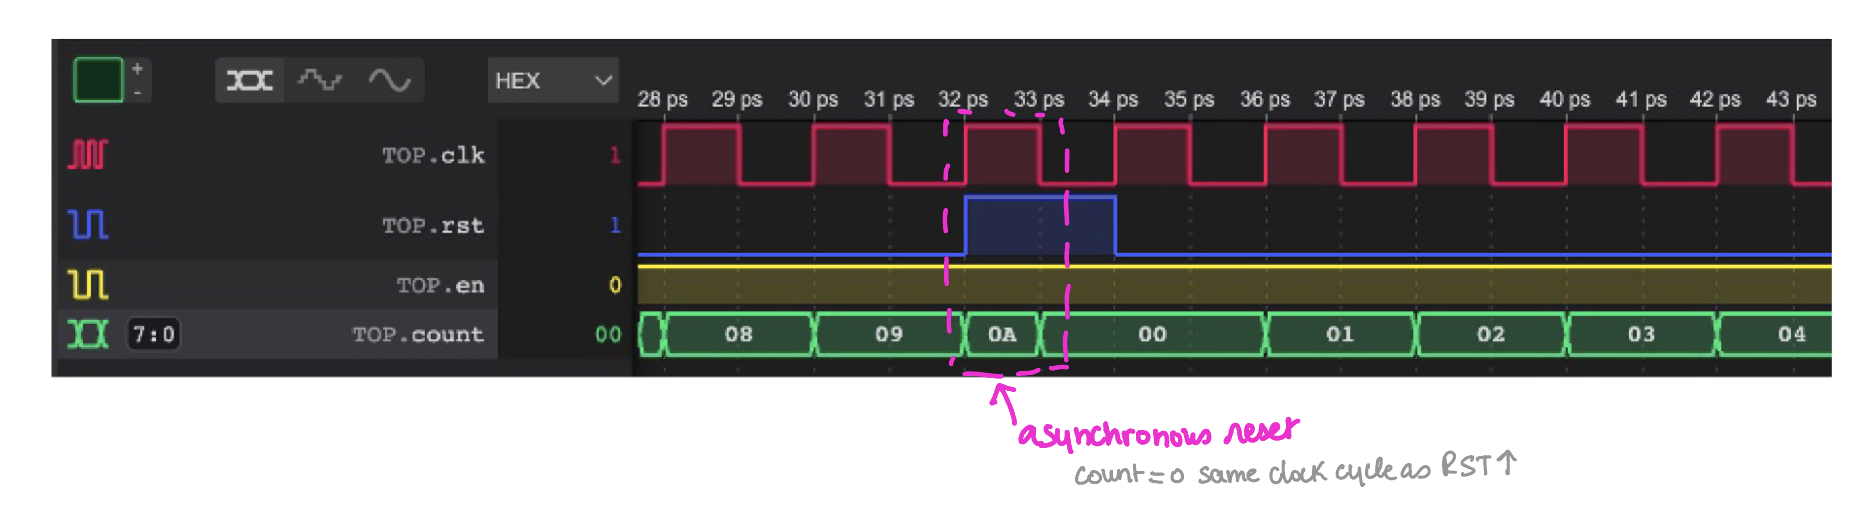 +
-
HEX
28 ps 29 ps 30 ps 31 ps 32 ps 33 ps 34 ps 35 ps 36 ps 37 ps 38 ps 39 ps 40 ps 41 ps 42 ps 43 ps
TOP.clk 1
TOP.rst 1
TOP.en 0
7:0 TOP.count 00 08 09 0A 00 01 02 03 04
asynchronous reset
count=0 same clock cycle as RST↑